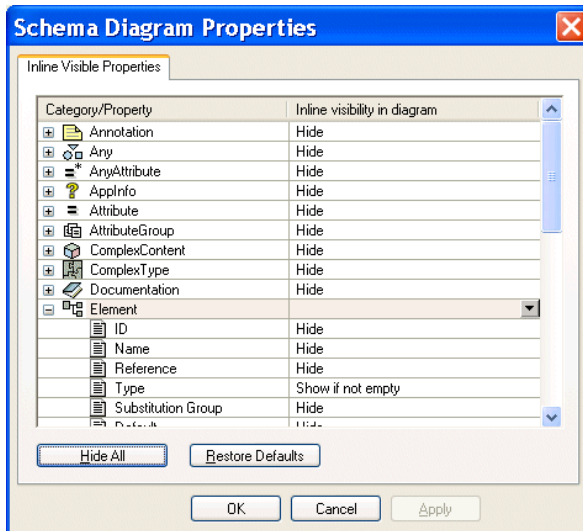 Schema Diagram Properties
Inline Visible Properties
Category/Property Inline visibility in diagram
Annotation Hide
Any Hide
AnyAttribute Hide
AppInfo Hide
Attribute Hide
AttributeGroup Hide
ComplexContent Hide
ComplexType Hide
Documentation Hide
Element
ID Hide
Name Hide
Reference Hide
Type Show if not empty
Substitution Group Hide
Default Hide
Hide All Restore Defaults
OK Cancel Apply